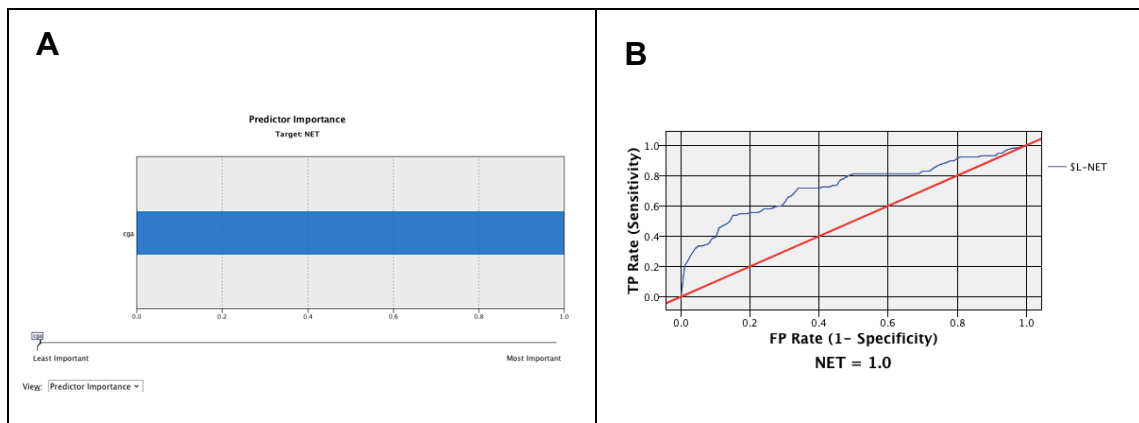 A
Predictor Importance
Target: NET
cga
0.0 0.2 0.4 0.6 0.8 1.0
cga
Least Important Most Important
View: Predictor Importance
B
TP Rate (Sensitivity)
1.0
0.8
0.6
0.4
0.2
0.0
0.0 0.2 0.4 0.6 0.8 1.0
FP Rate (1- Specificity)
NET = 1.0
$L-NET